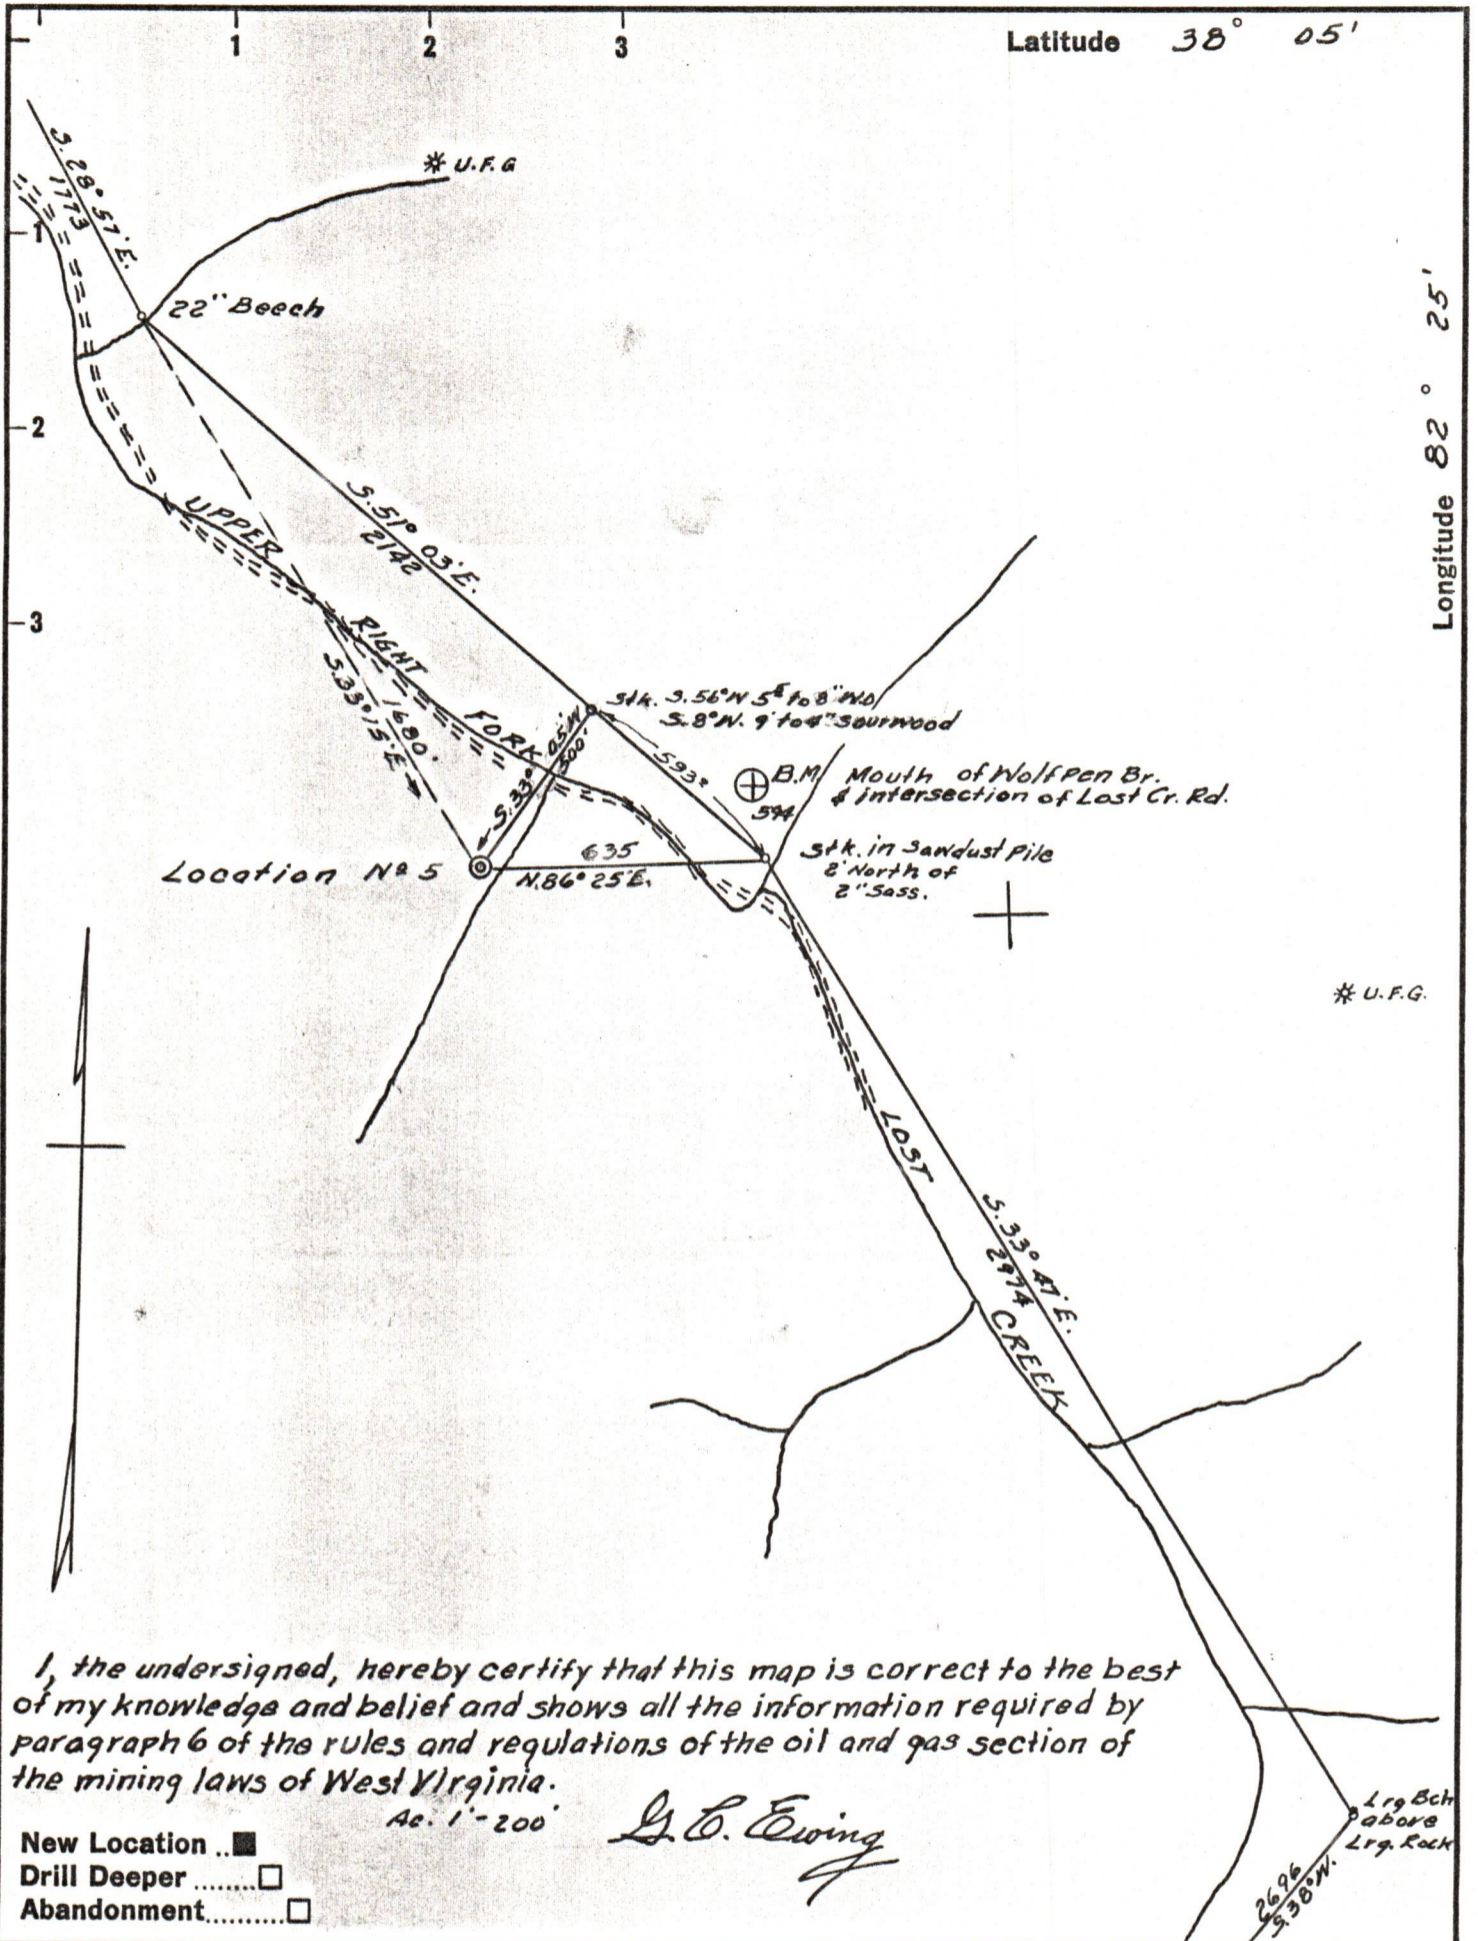 1 2 3 Latitude 38° 05'
Longitude 82° 25'
1
2
3
S. 28° 57' E.
1773
U.F.G
22" Beech
S. 51° 03' E.
2142
UPPER RIGHT FORK
S. 33° 15' E
1680'
Stk. S. 56° W 5' to 8" W.O
S. 8° W. 9' to 4" Sourwood
S. 33° 05' W
500'
593'
B.M.
594
Mouth of Wolfpen Br.
& intersection of Lost Cr. Rd.
Stk. in Sawdust Pile
2' North of
2" Sass.
Location No 5
635
N. 86° 25' E.
U.F.G.
LOST CREEK
S. 33° 47' E.
2974
I, the undersigned, hereby certify that this map is correct to the best
of my knowledge and belief and shows all the information required by
paragraph 6 of the rules and regulations of the oil and gas section of
the mining laws of West Virginia.
Ac. 1" - 200'
G. C. Ewing
New Location ..
Drill Deeper ........
Abandonment..........
Lrg Bch
above
Lrg. Rock
2696
S. 38° W.